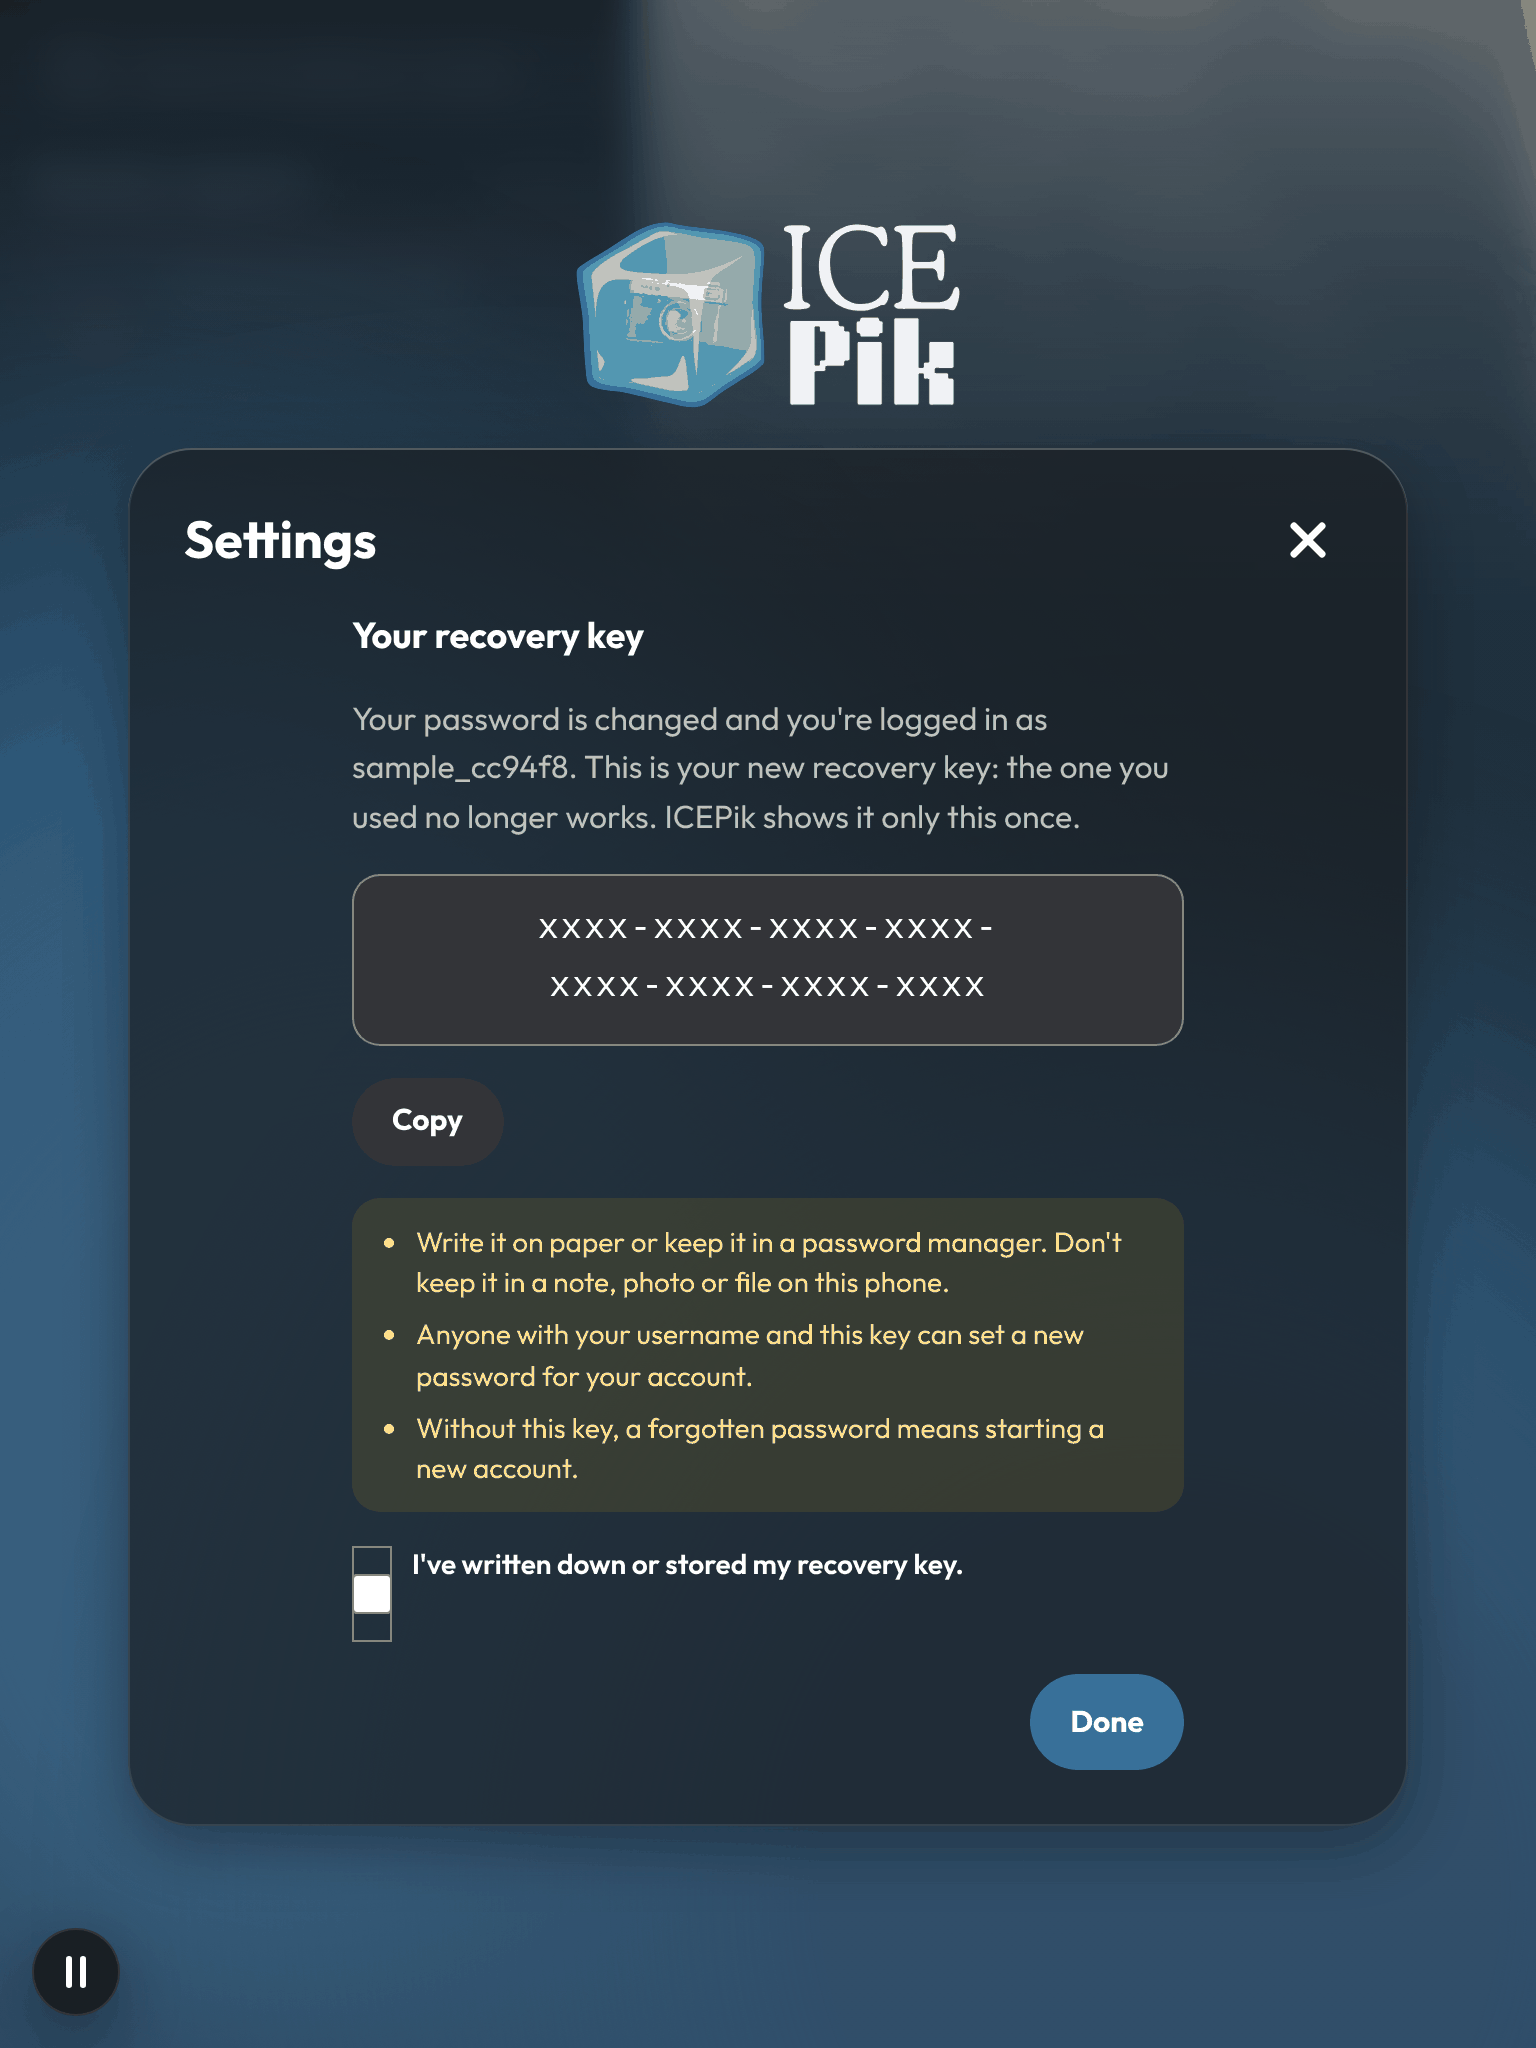 ICE
Pik
Settings
Your recovery key
Your password is changed and you're logged in as
sample_cc94f8. This is your new recovery key: the one you
used no longer works. ICEPik shows it only this once.
XXXX-XXXX-XXXX-XXXX-
XXXX-XXXX-XXXX-XXXX
Copy
• Write it on paper or keep it in a password manager. Don't
keep it in a note, photo or file on this phone.
• Anyone with your username and this key can set a new
password for your account.
• Without this key, a forgotten password means starting a
new account.
I've written down or stored my recovery key.
Done